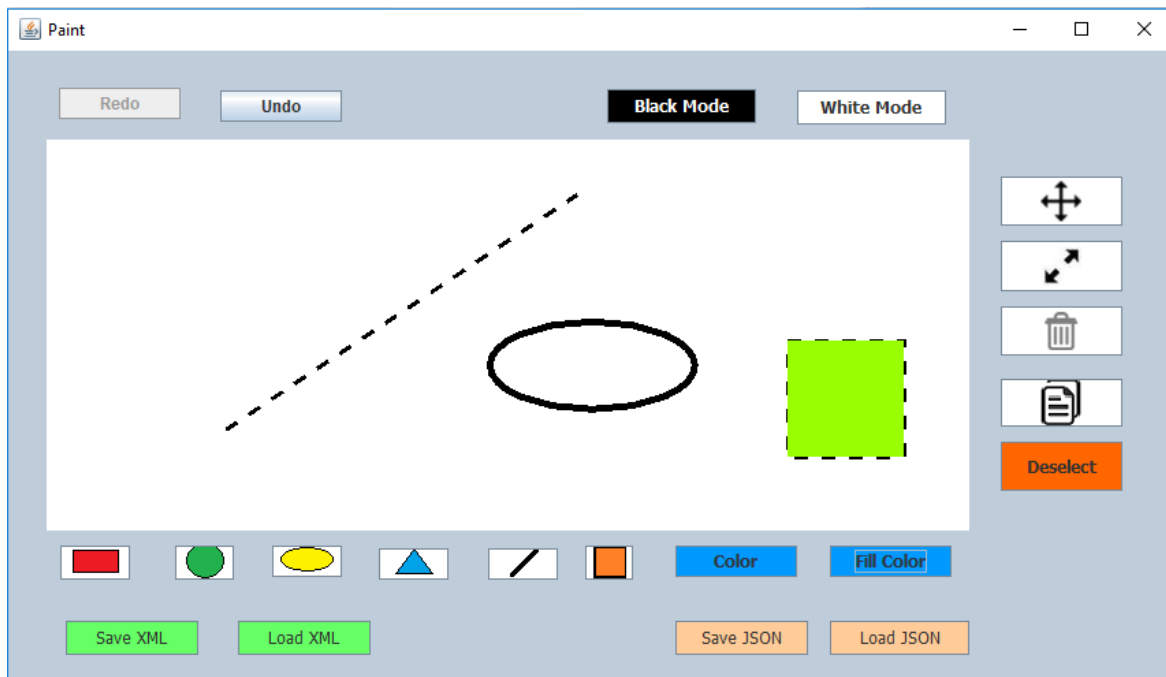 Paint
Redo
Undo
Black Mode
White Mode
Deselect
Color
Fill Color
Save XML
Load XML
Save JSON
Load JSON